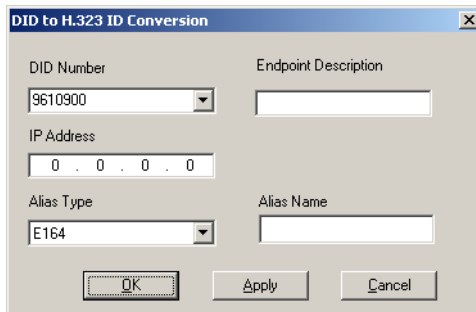 DID to H.323 ID Conversion
DID Number
Endpoint Description
9610900
IP Address
0 . 0 . 0 . 0
Alias Type
Alias Name
E164
OK
Apply
Cancel